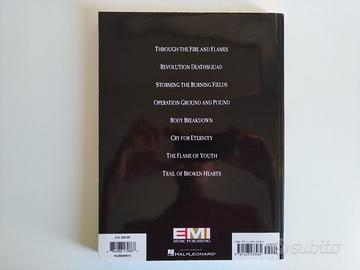 THROUGH THE FIRE AND FLAMES
REVOLUTION DEATHSQUAD
STORMING THE BURNING FIELDS
OPERATION GROUND AND POUND
BODY BREAKDOWN
CRY FOR ETERNITY
THE FLAME OF YOUTH
TRAIL OF BROKEN HEARTS
EMI
MUSIC PUBLISHING
HAL•LEONARD
subito